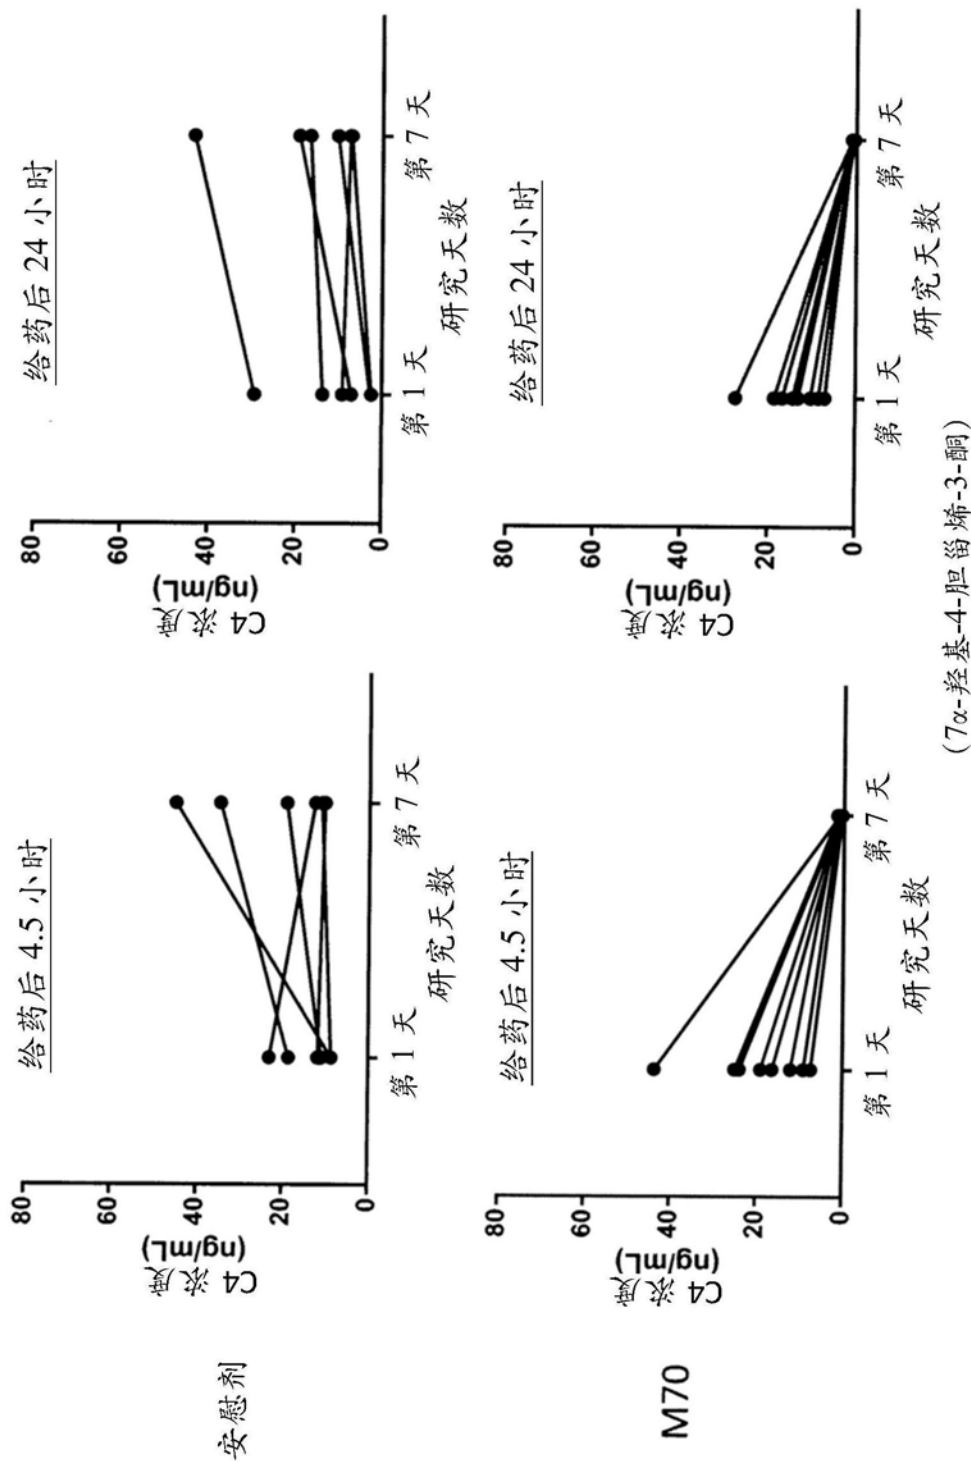 安慰剂
给药后 4.5 小时
C4 浓度
(ng/mL)
80
60
40
20
0
第 1 天
第 7 天
研究天数
给药后 24 小时
C4 浓度
(ng/mL)
80
60
40
20
0
第 1 天
第 7 天
研究天数
M70
给药后 4.5 小时
C4 浓度
(ng/mL)
80
60
40
20
0
第 1 天
第 7 天
研究天数
给药后 24 小时
C4 浓度
(ng/mL)
80
60
40
20
0
第 1 天
第 7 天
研究天数
(7α-羟基-4-胆甾烯-3-酮)